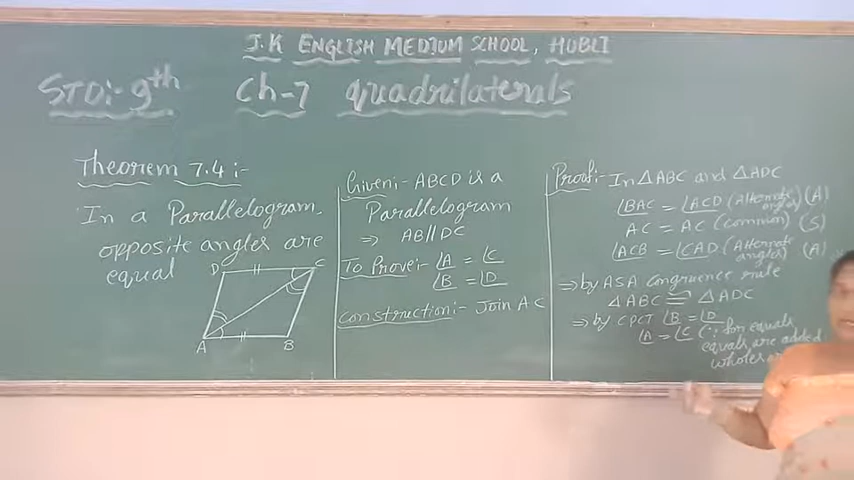 J.K ENGLISH MEDIUM SCHOOL, HUBLI
STD:- 9th Ch-7 quadrilaterals
Theorem 7.4:-
In a Parallelogram
opposite angles are
equal
D C
A B
Given:- ABCD is a
Parallelogram
⇒ AB∥DC
To Prove:- ∠A = ∠C
∠B = ∠D
Construction:- Join AC
Proof:- In △ABC and △ADC
∠BAC = ∠ACD (Alternate angles) (A)
AC = AC (common) (S)
∠ACB = ∠CAD (Alternate angles) (A)
⇒ by ASA congruence rule
△ABC ≅ △ADC
⇒ by CPCT ∠B = ∠D
∠A = ∠C (∵ for equals
equals are added
wholes